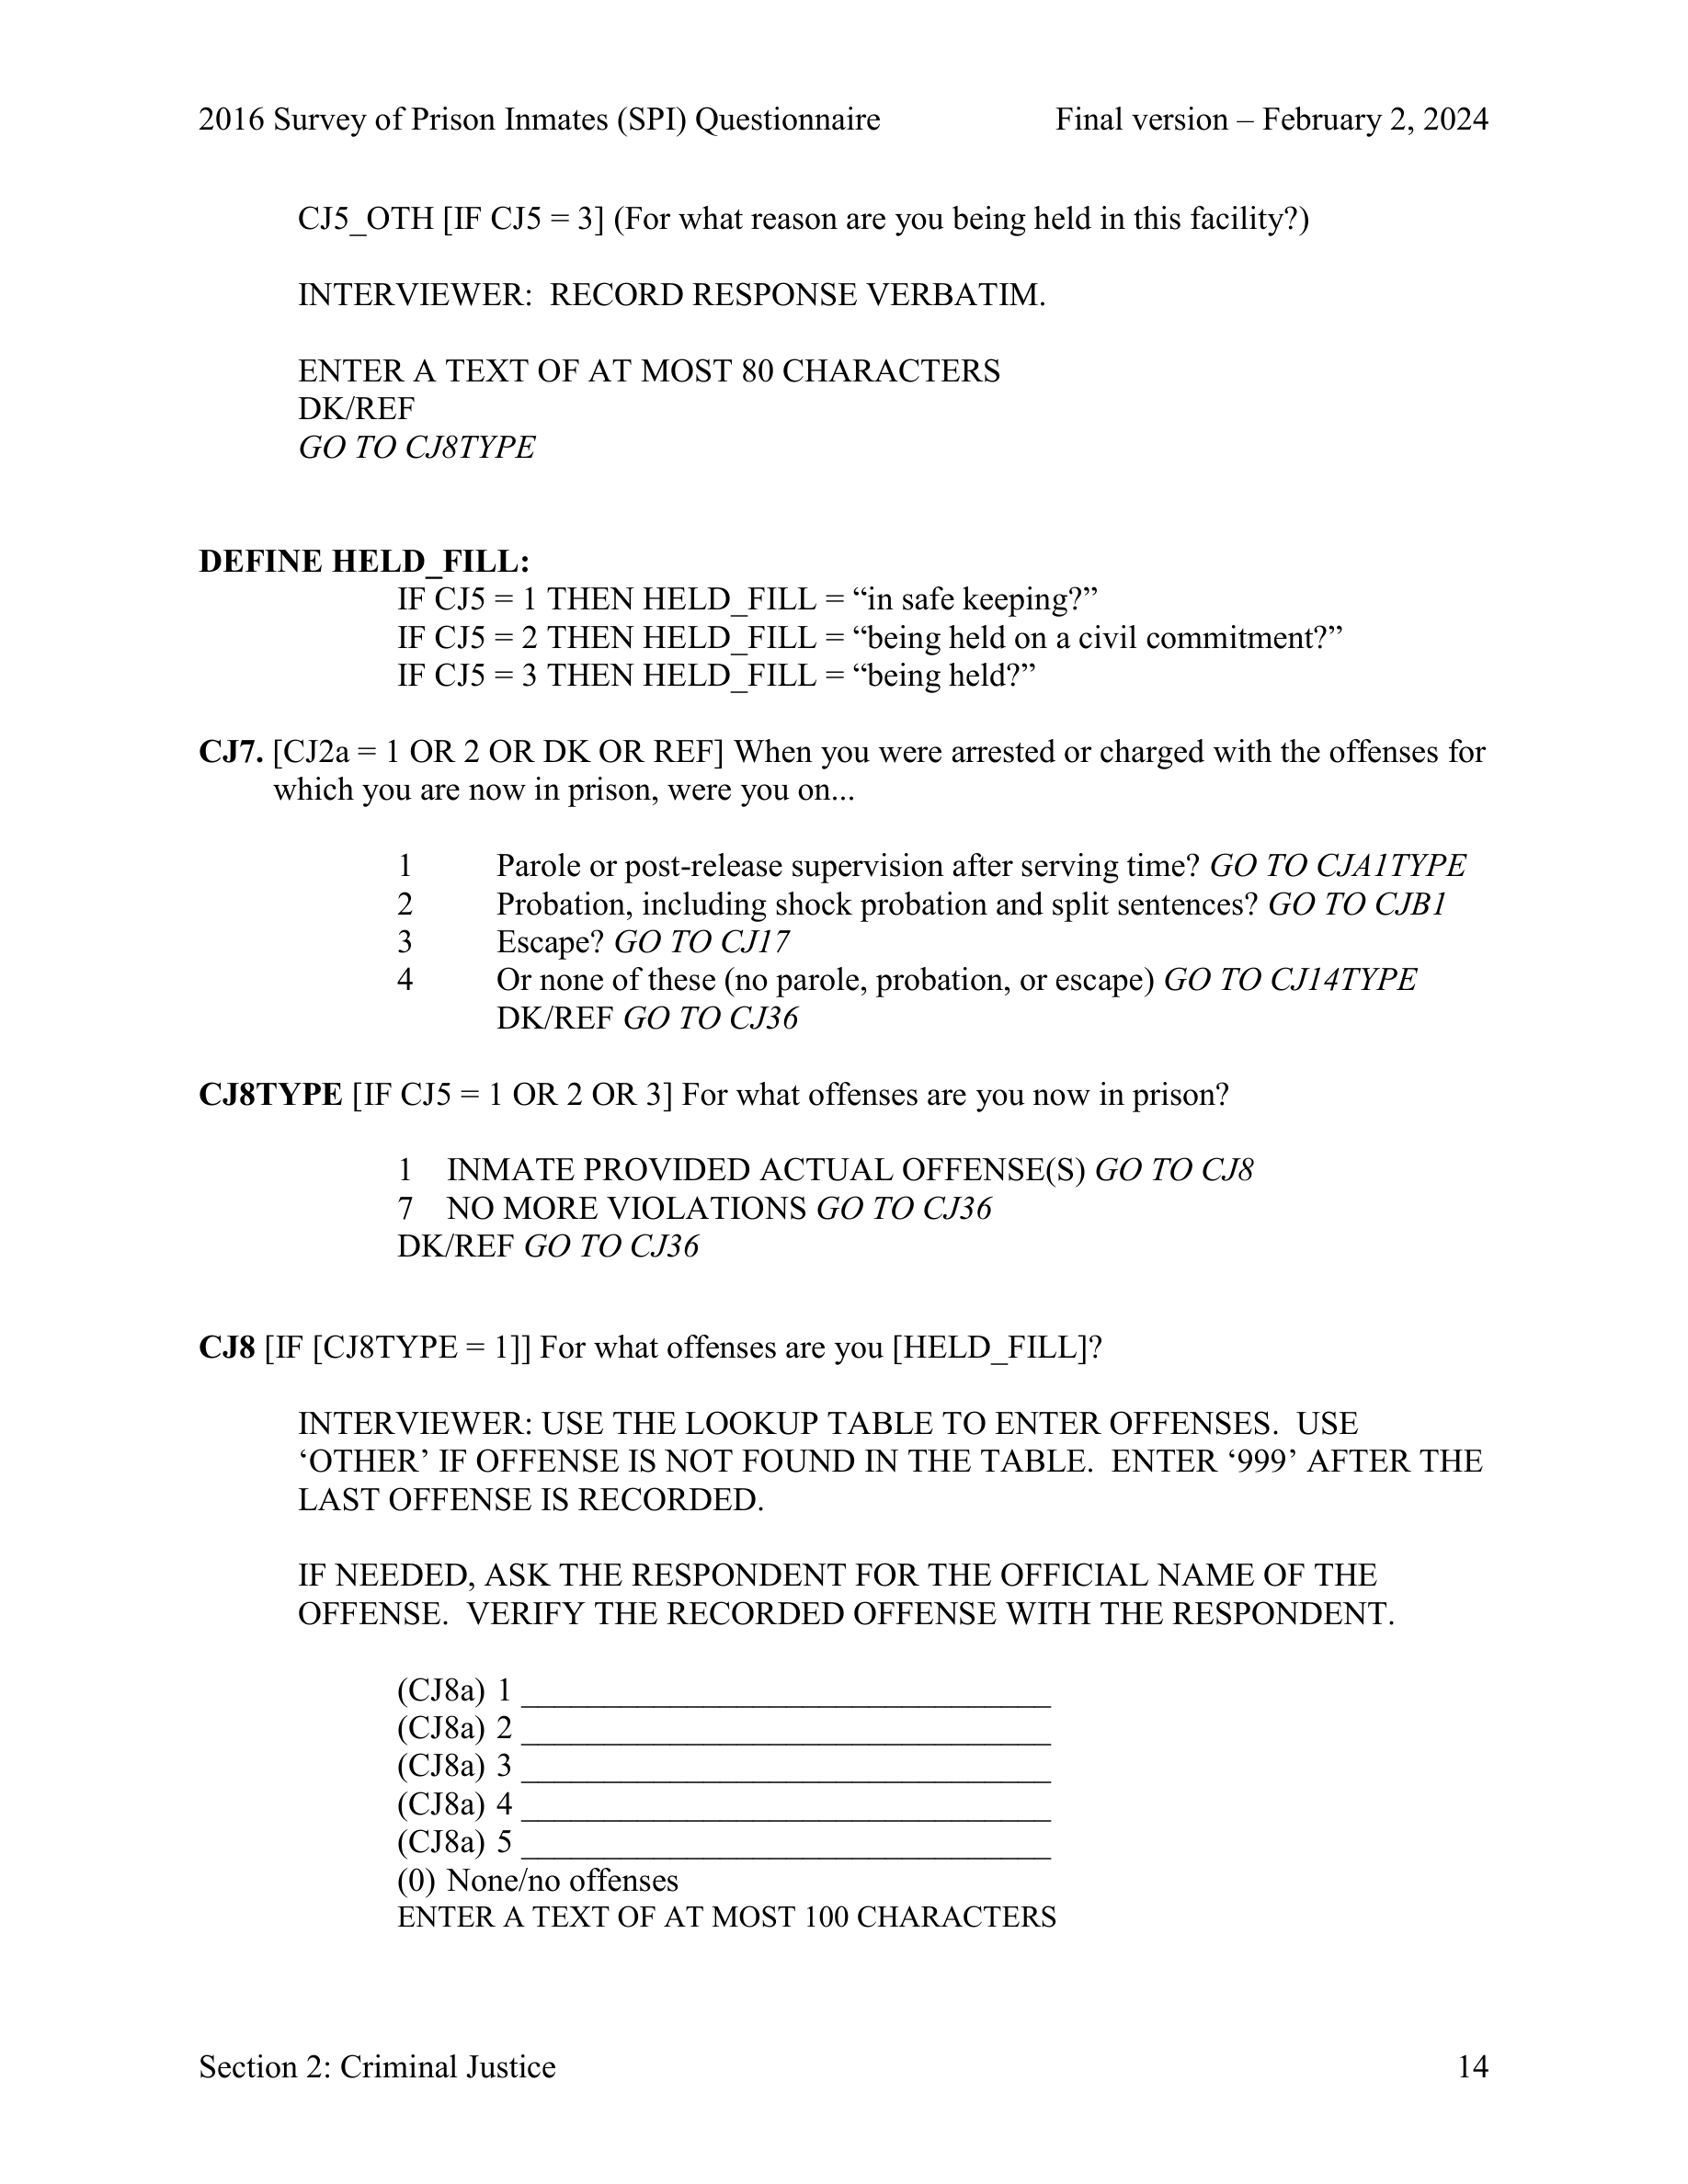 2016 Survey of Prison Inmates (SPI) Questionnaire Final version – February 2, 2024
CJ5_OTH [IF CJ5 = 3] (For what reason are you being held in this facility?)
INTERVIEWER:  RECORD RESPONSE VERBATIM.
ENTER A TEXT OF AT MOST 80 CHARACTERS
DK/REF
GO TO CJ8TYPE
DEFINE HELD_FILL:
IF CJ5 = 1 THEN HELD_FILL = “in safe keeping?”
IF CJ5 = 2 THEN HELD_FILL = “being held on a civil commitment?”
IF CJ5 = 3 THEN HELD_FILL = “being held?”
CJ7. [CJ2a = 1 OR 2 OR DK OR REF] When you were arrested or charged with the offenses for
which you are now in prison, were you on...
1 Parole or post-release supervision after serving time? GO TO CJA1TYPE
2 Probation, including shock probation and split sentences? GO TO CJB1
3 Escape? GO TO CJ17
4 Or none of these (no parole, probation, or escape) GO TO CJ14TYPE
DK/REF GO TO CJ36
CJ8TYPE [IF CJ5 = 1 OR 2 OR 3] For what offenses are you now in prison?
1 INMATE PROVIDED ACTUAL OFFENSE(S) GO TO CJ8
7 NO MORE VIOLATIONS GO TO CJ36
DK/REF GO TO CJ36
CJ8 [IF [CJ8TYPE = 1]] For what offenses are you [HELD_FILL]?
INTERVIEWER: USE THE LOOKUP TABLE TO ENTER OFFENSES.  USE
‘OTHER’ IF OFFENSE IS NOT FOUND IN THE TABLE.  ENTER ‘999’ AFTER THE
LAST OFFENSE IS RECORDED.
IF NEEDED, ASK THE RESPONDENT FOR THE OFFICIAL NAME OF THE
OFFENSE.  VERIFY THE RECORDED OFFENSE WITH THE RESPONDENT.
(CJ8a) 1 ________________________________
(CJ8a) 2 ________________________________
(CJ8a) 3 ________________________________
(CJ8a) 4 ________________________________
(CJ8a) 5 ________________________________
(0) None/no offenses
ENTER A TEXT OF AT MOST 100 CHARACTERS
Section 2: Criminal Justice 14